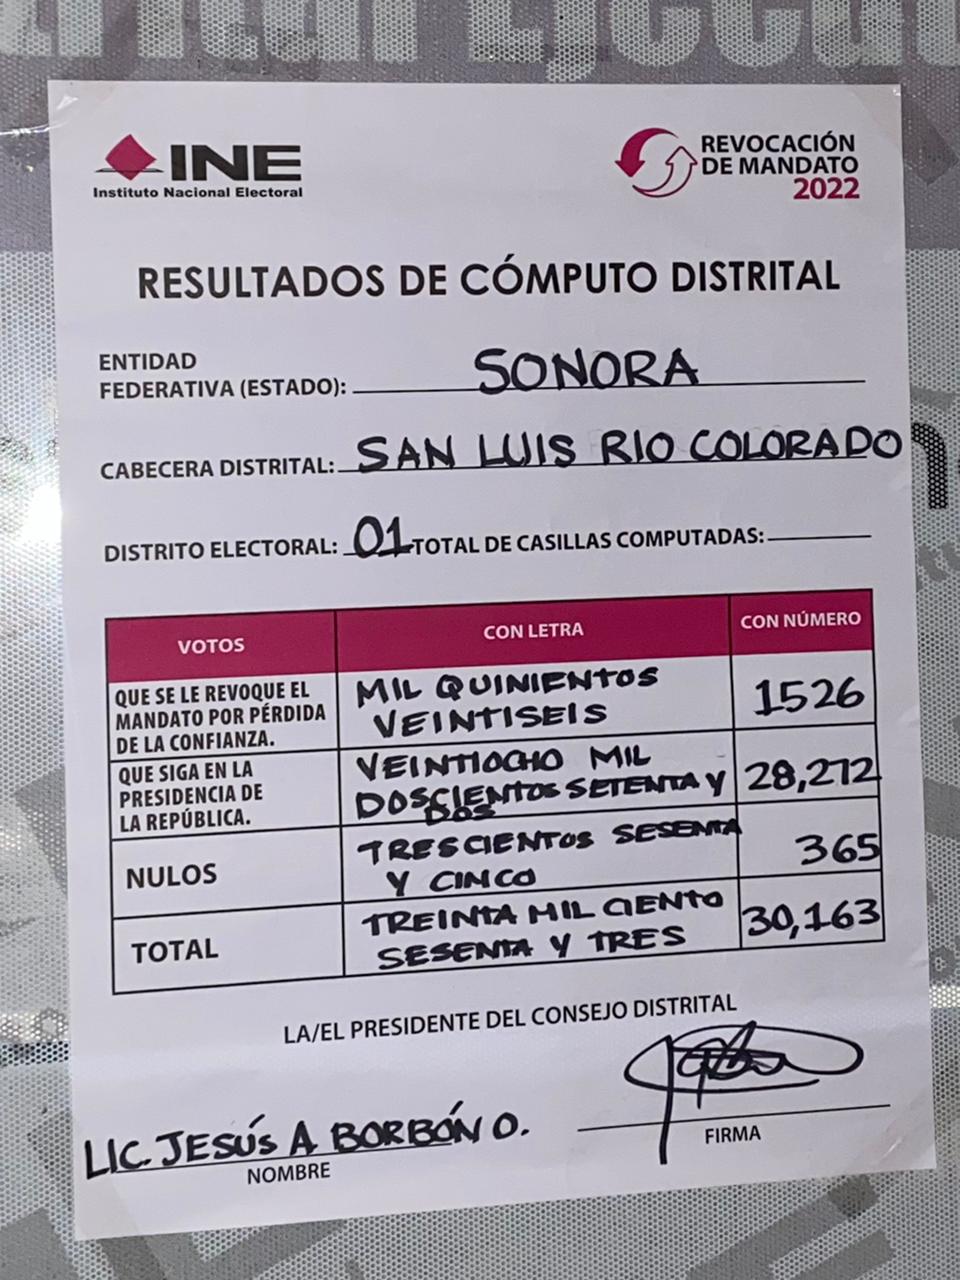 INE
Instituto Nacional Electoral
REVOCACIÓN
DE MANDATO
2022
RESULTADOS DE CÓMPUTO DISTRITAL
ENTIDAD
FEDERATIVA (ESTADO): SONORA
CABECERA DISTRITAL: SAN LUIS RIO COLORADO
DISTRITO ELECTORAL: 01 TOTAL DE CASILLAS COMPUTADAS:
VOTOS CON LETRA CON NÚMERO
QUE SE LE REVOQUE EL
MANDATO POR PÉRDIDA
DE LA CONFIANZA.
MIL QUINIENTOS
VEINTISEIS
1526
QUE SIGA EN LA
PRESIDENCIA DE
LA REPÚBLICA.
VEINTIOCHO MIL
DOSCIENTOS SETENTA Y
DOS
28,272
NULOS
TRESCIENTOS SESENTA
Y CINCO
365
TOTAL
TREINTA MIL CIENTO
SESENTA Y TRES
30,163
LA/EL PRESIDENTE DEL CONSEJO DISTRITAL
LIC. JESÚS A BORBÓN O.
NOMBRE
FIRMA